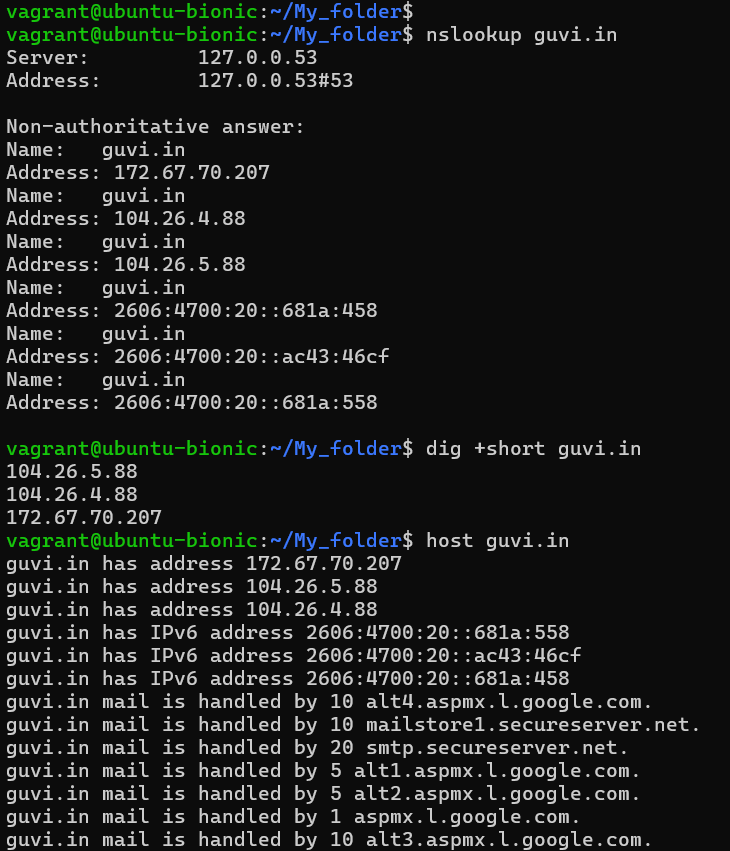 vagrant@ubuntu-bionic:~/My_folder$
vagrant@ubuntu-bionic:~/My_folder$ nslookup guvi.in
Server:         127.0.0.53
Address:        127.0.0.53#53

Non-authoritative answer:
Name:   guvi.in
Address: 172.67.70.207
Name:   guvi.in
Address: 104.26.4.88
Name:   guvi.in
Address: 104.26.5.88
Name:   guvi.in
Address: 2606:4700:20::681a:458
Name:   guvi.in
Address: 2606:4700:20::ac43:46cf
Name:   guvi.in
Address: 2606:4700:20::681a:558

vagrant@ubuntu-bionic:~/My_folder$ dig +short guvi.in
104.26.5.88
104.26.4.88
172.67.70.207
vagrant@ubuntu-bionic:~/My_folder$ host guvi.in
guvi.in has address 172.67.70.207
guvi.in has address 104.26.5.88
guvi.in has address 104.26.4.88
guvi.in has IPv6 address 2606:4700:20::681a:558
guvi.in has IPv6 address 2606:4700:20::ac43:46cf
guvi.in has IPv6 address 2606:4700:20::681a:458
guvi.in mail is handled by 10 alt4.aspmx.l.google.com.
guvi.in mail is handled by 10 mailstore1.secureserver.net.
guvi.in mail is handled by 20 smtp.secureserver.net.
guvi.in mail is handled by 5 alt1.aspmx.l.google.com.
guvi.in mail is handled by 5 alt2.aspmx.l.google.com.
guvi.in mail is handled by 1 aspmx.l.google.com.
guvi.in mail is handled by 10 alt3.aspmx.l.google.com.